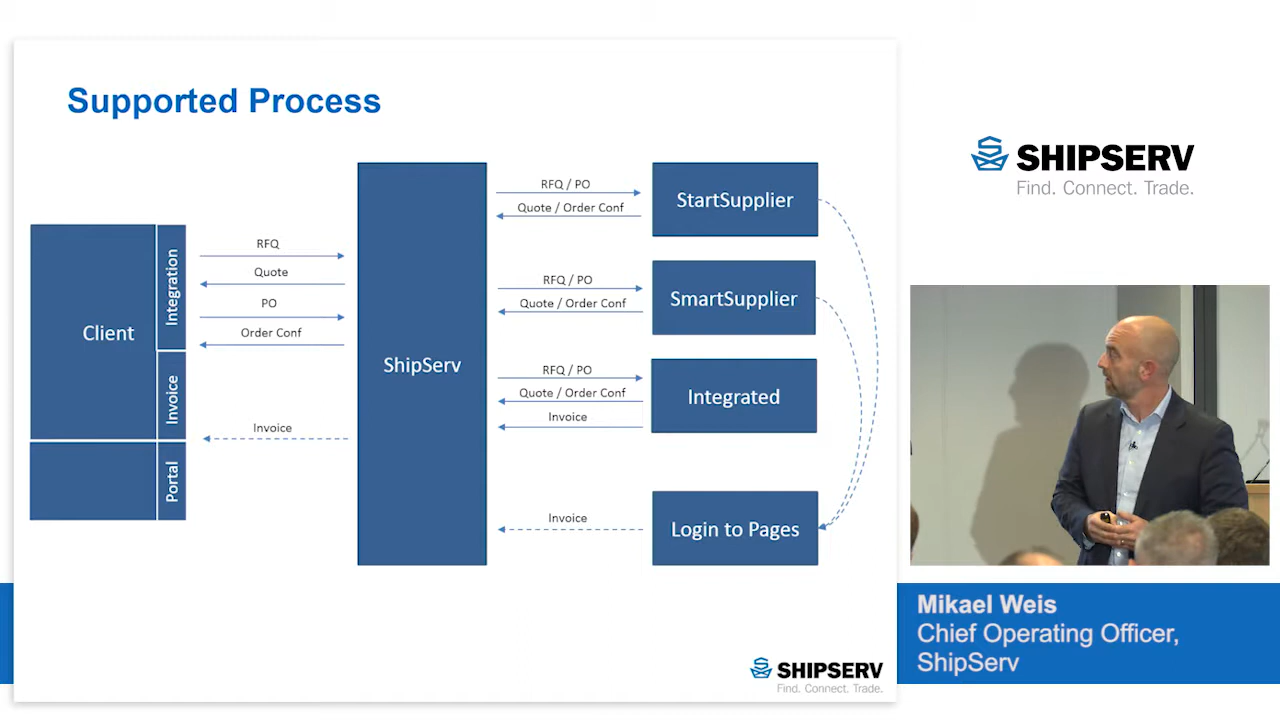 Supported Process
Client
Integration
Invoice
Portal
RFQ
Quote
PO
Order Conf
Invoice
ShipServ
RFQ / PO
Quote / Order Conf
StartSupplier
RFQ / PO
Quote / Order Conf
SmartSupplier
RFQ / PO
Quote / Order Conf
Invoice
Integrated
Invoice
Login to Pages
SHIPSERV
Find. Connect. Trade.
SHIPSERV
Find. Connect. Trade.
Mikael Weis
Chief Operating Officer,
ShipServ